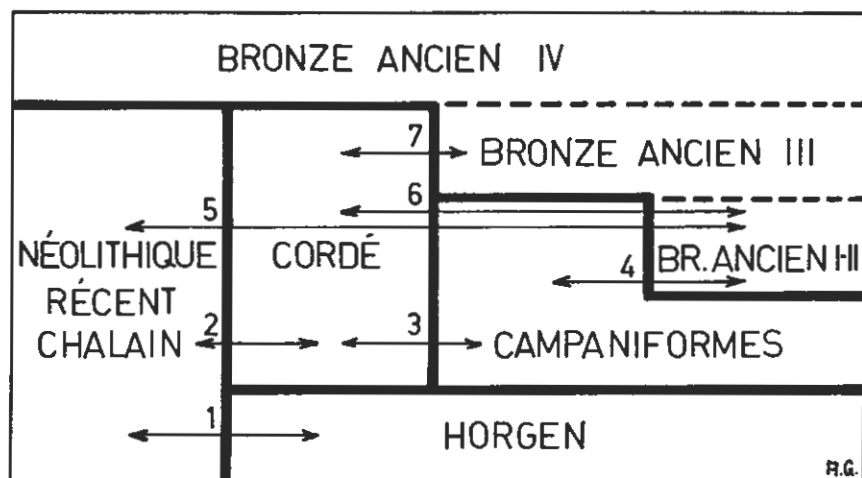 BRONZE ANCIEN IV
7
BRONZE ANCIEN III
6
5
NÉOLITHIQUE
RÉCENT
CHALAIN
CORDÉ
4
BR. ANCIEN I-II
2
3
CAMPANIFORMES
1
HORGEN
A.G.